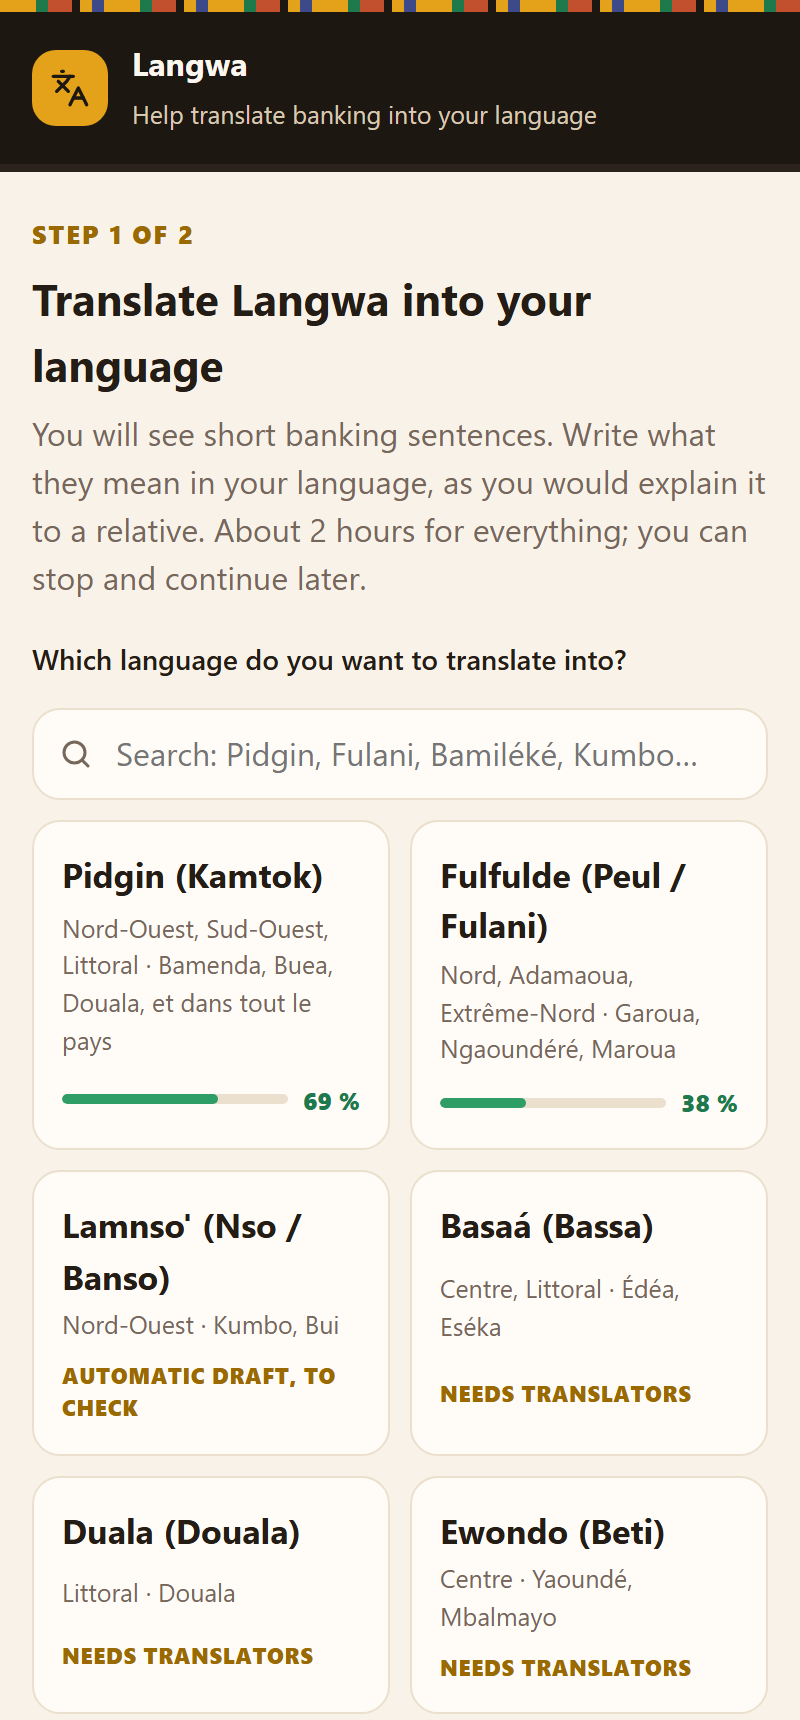 Langwa
Help translate banking into your language
STEP 1 OF 2
Translate Langwa into your
language
You will see short banking sentences. Write what
they mean in your language, as you would explain it
to a relative. About 2 hours for everything; you can
stop and continue later.
Which language do you want to translate into?
Search: Pidgin, Fulani, Bamiléké, Kumbo...
Pidgin (Kamtok)
Nord-Ouest, Sud-Ouest,
Littoral · Bamenda, Buea,
Douala, et dans tout le
pays
69 %
Fulfulde (Peul /
Fulani)
Nord, Adamaoua,
Extrême-Nord · Garoua,
Ngaoundéré, Maroua
38 %
Lamnso' (Nso /
Banso)
Nord-Ouest · Kumbo, Bui
AUTOMATIC DRAFT, TO
CHECK
Basaá (Bassa)
Centre, Littoral · Édéa,
Eséka
NEEDS TRANSLATORS
Duala (Douala)
Littoral · Douala
NEEDS TRANSLATORS
Ewondo (Beti)
Centre · Yaoundé,
Mbalmayo
NEEDS TRANSLATORS